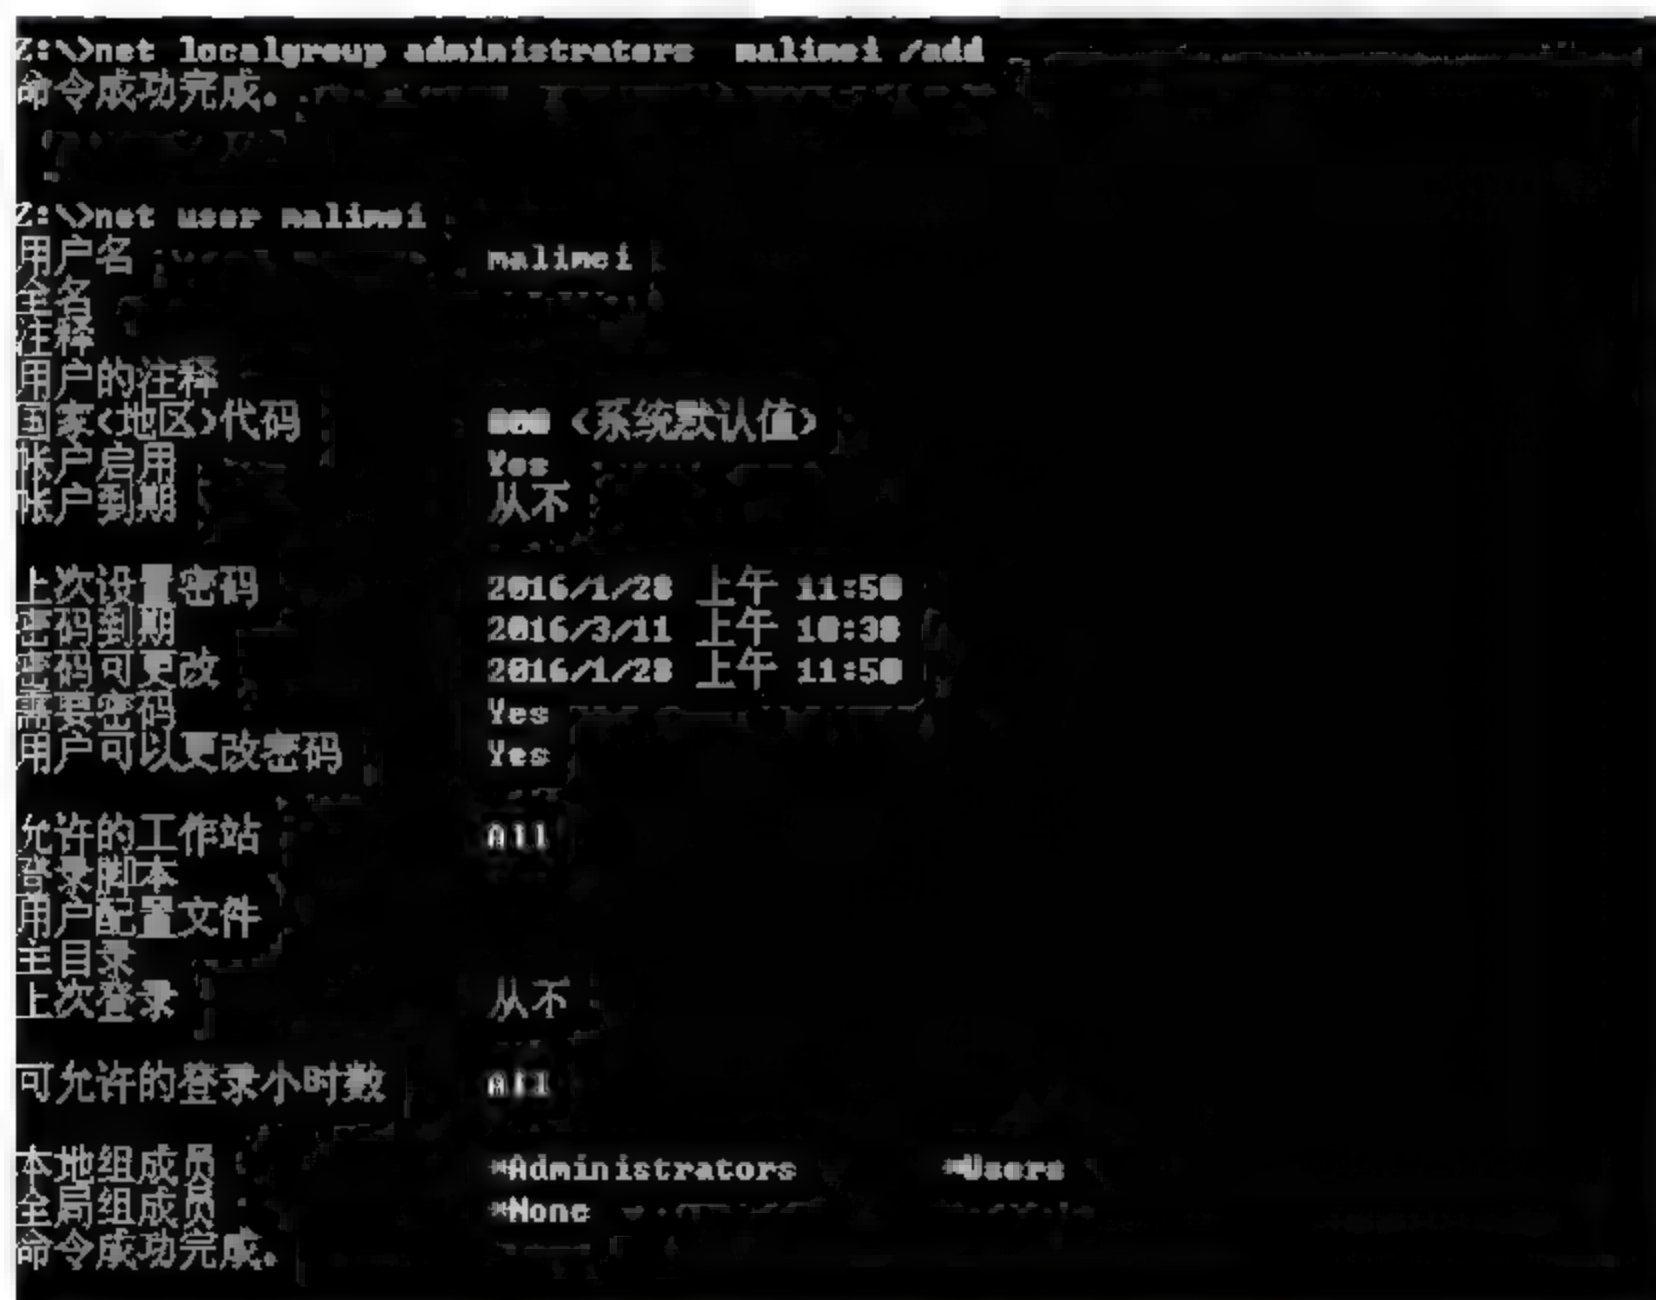 Z:\>net localgroup administrators  malimei /add
命令成功完成。
Z:\>net user malimei
用户名 malimei
全名
注释
用户的注释
国家(地区)代码 000 (系统默认值)
帐户启用 Yes
帐户到期 从不
上次设置密码 2016/1/28 上午 11:50
密码到期 2016/3/11 上午 10:38
密码可更改 2016/1/28 上午 11:50
需要密码 Yes
用户可以更改密码 Yes
允许的工作站 All
登录脚本
用户配置文件
主目录
上次登录 从不
可允许的登录小时数 All
本地组成员 *Administrators *Users
全局组成员 *None
命令成功完成。